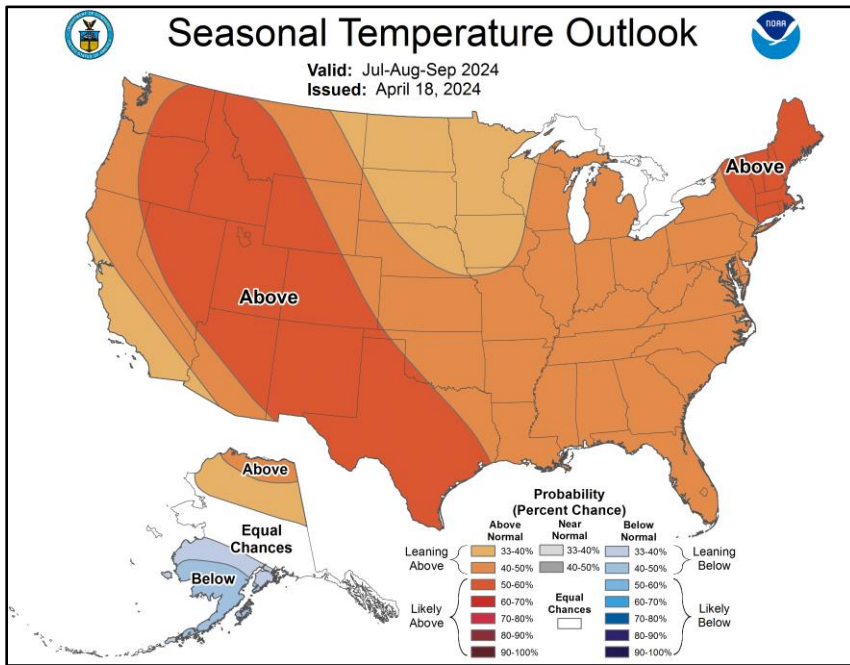 Seasonal Temperature Outlook
Valid: Jul-Aug-Sep 2024
Issued: April 18, 2024
NOAA
Above
Above
Above
Equal
Chances
Below
Probability
(Percent Chance)
Above
Normal
Near
Normal
Below
Normal
Leaning
Above
33-40%
33-40%
33-40%
Leaning
Below
40-50%
40-50%
40-50%
Likely
Above
50-60%
60-70%
70-80%
80-90%
90-100%
Equal
Chances
50-60%
60-70%
70-80%
80-90%
90-100%
Likely
Below